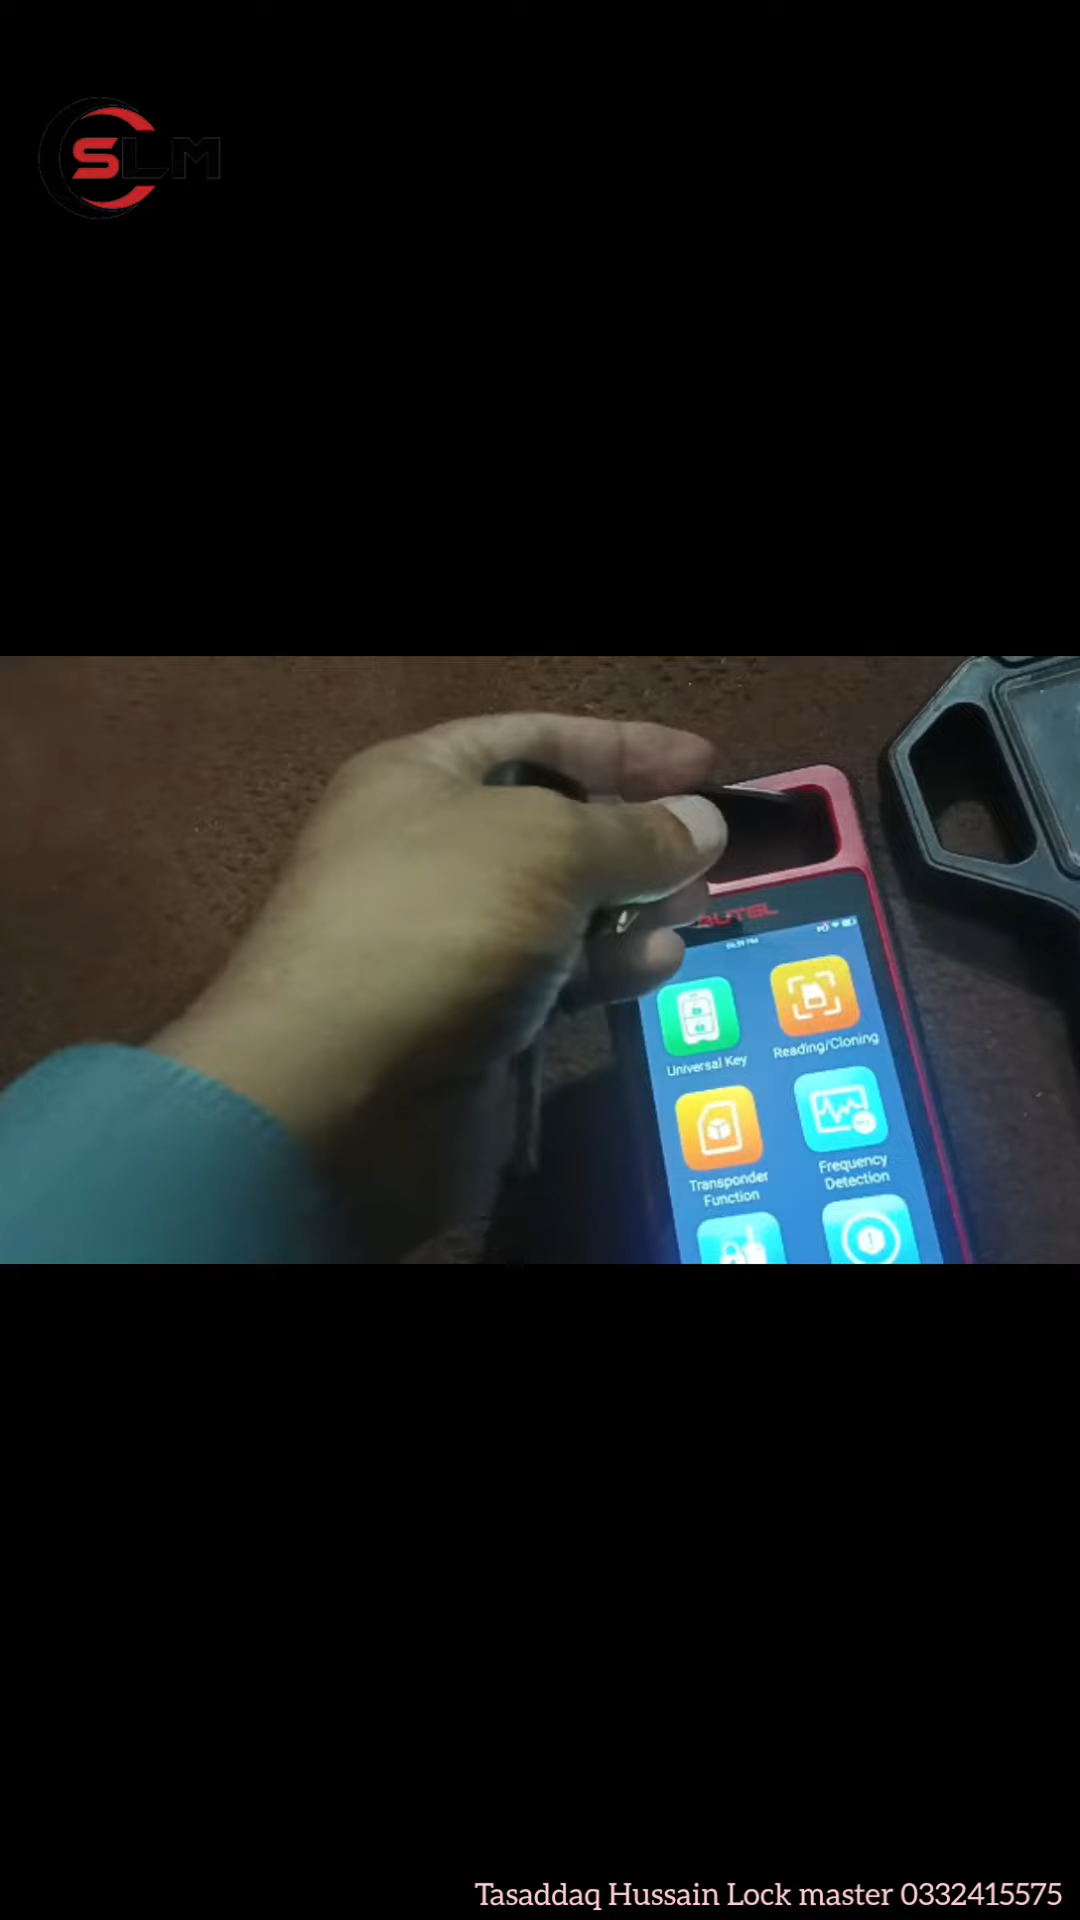 SLM
AUTEL
Universal Key
Reading/Cloning
Transponder
Function
Frequency
Detection
Tasaddaq Hussain Lock master 0332415575